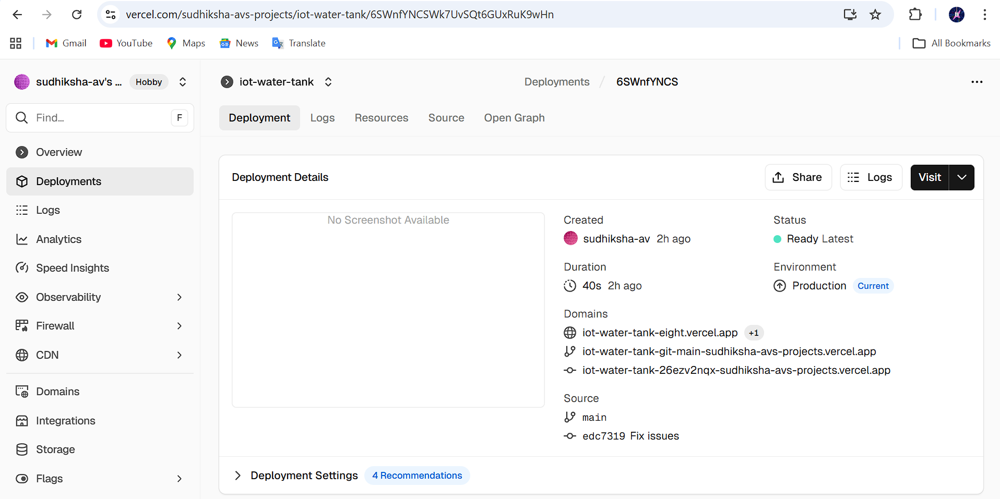 vercel.com/sudhiksha-avs-projects/iot-water-tank/6SWnfYNCSWk7UvSQt6GUxRuK9wHn
Gmail YouTube Maps News Translate All Bookmarks
sudhiksha-av's ... Hobby iot-water-tank Deployments / 6SWnfYNCS
Find... F
Deployment Logs Resources Source Open Graph
Overview
Deployments
Logs
Analytics
Speed Insights
Observability
Firewall
CDN
Domains
Integrations
Storage
Flags
Deployment Details Share Logs Visit
No Screenshot Available
Created
sudhiksha-av 2h ago
Status
Ready Latest
Duration
40s 2h ago
Environment
Production Current
Domains
iot-water-tank-eight.vercel.app +1
iot-water-tank-git-main-sudhiksha-avs-projects.vercel.app
iot-water-tank-26ezv2nqx-sudhiksha-avs-projects.vercel.app
Source
main
edc7319 Fix issues
Deployment Settings 4 Recommendations